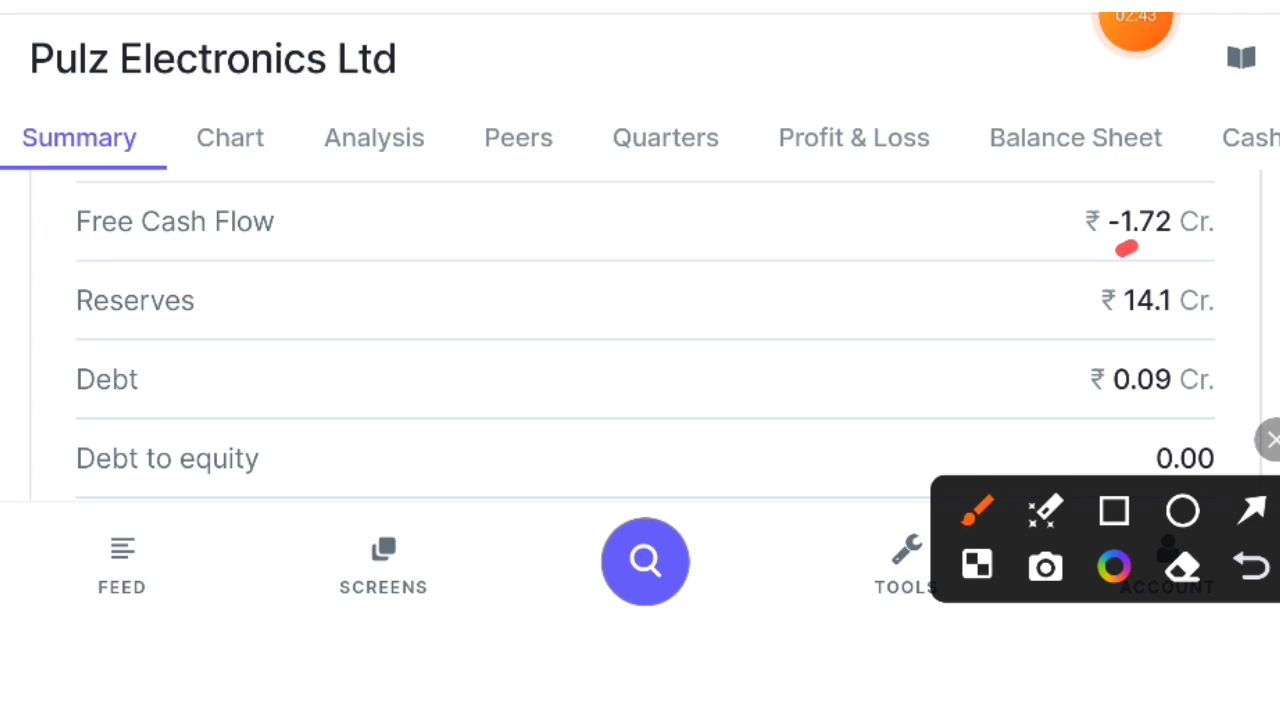 02:43
Pulz Electronics Ltd
Summary Chart Analysis Peers Quarters Profit & Loss Balance Sheet Cash
Free Cash Flow ₹ -1.72 Cr.
Reserves ₹ 14.1 Cr.
Debt ₹ 0.09 Cr.
Debt to equity 0.00
FEED SCREENS TOOLS ACCOUNT